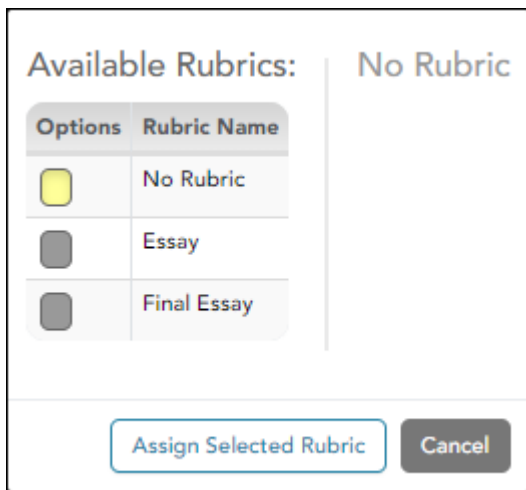 Available Rubrics:
No Rubric
Options Rubric Name
No Rubric
Essay
Final Essay
Assign Selected Rubric
Cancel